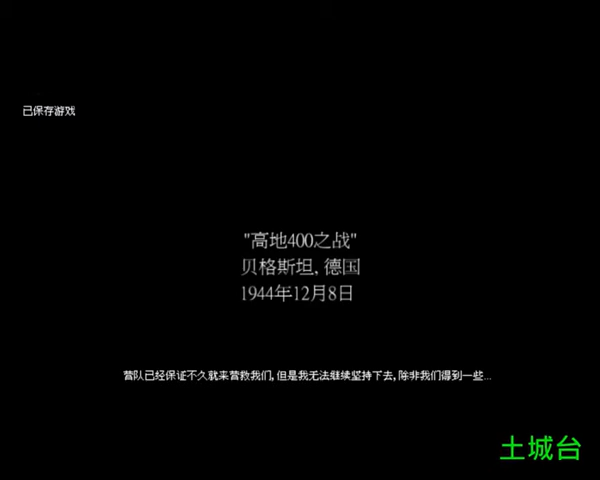 已保存游戏
"高地400之战"
贝格斯坦, 德国
1944年12月8日
营队已经保证不久就来营救我们, 但是我无法继续坚持下去, 除非我们得到一些...
土城台